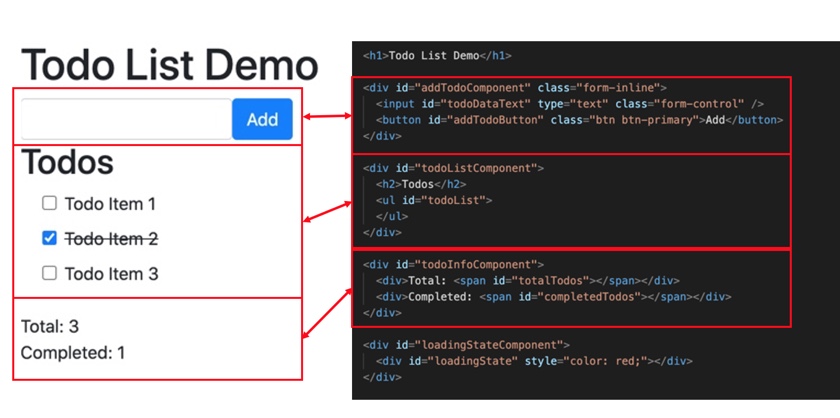 Todo List Demo
Add
Todos
Todo Item 1
Todo Item 2
Todo Item 3
Total: 3
Completed: 1
<h1>Todo List Demo</h1>
<div id="addTodoComponent" class="form-inline">
<input id="todoDataText" type="text" class="form-control" />
<button id="addTodoButton" class="btn btn-primary">Add</button>
</div>
<div id="todoListComponent">
<h2>Todos</h2>
<ul id="todoList">
</ul>
</div>
<div id="todoInfoComponent">
<div>Total: <span id="totalTodos"></span></div>
<div>Completed: <span id="completedTodos"></span></div>
</div>
<div id="loadingStateComponent">
<div id="loadingState" style="color: red;"></div>
</div>